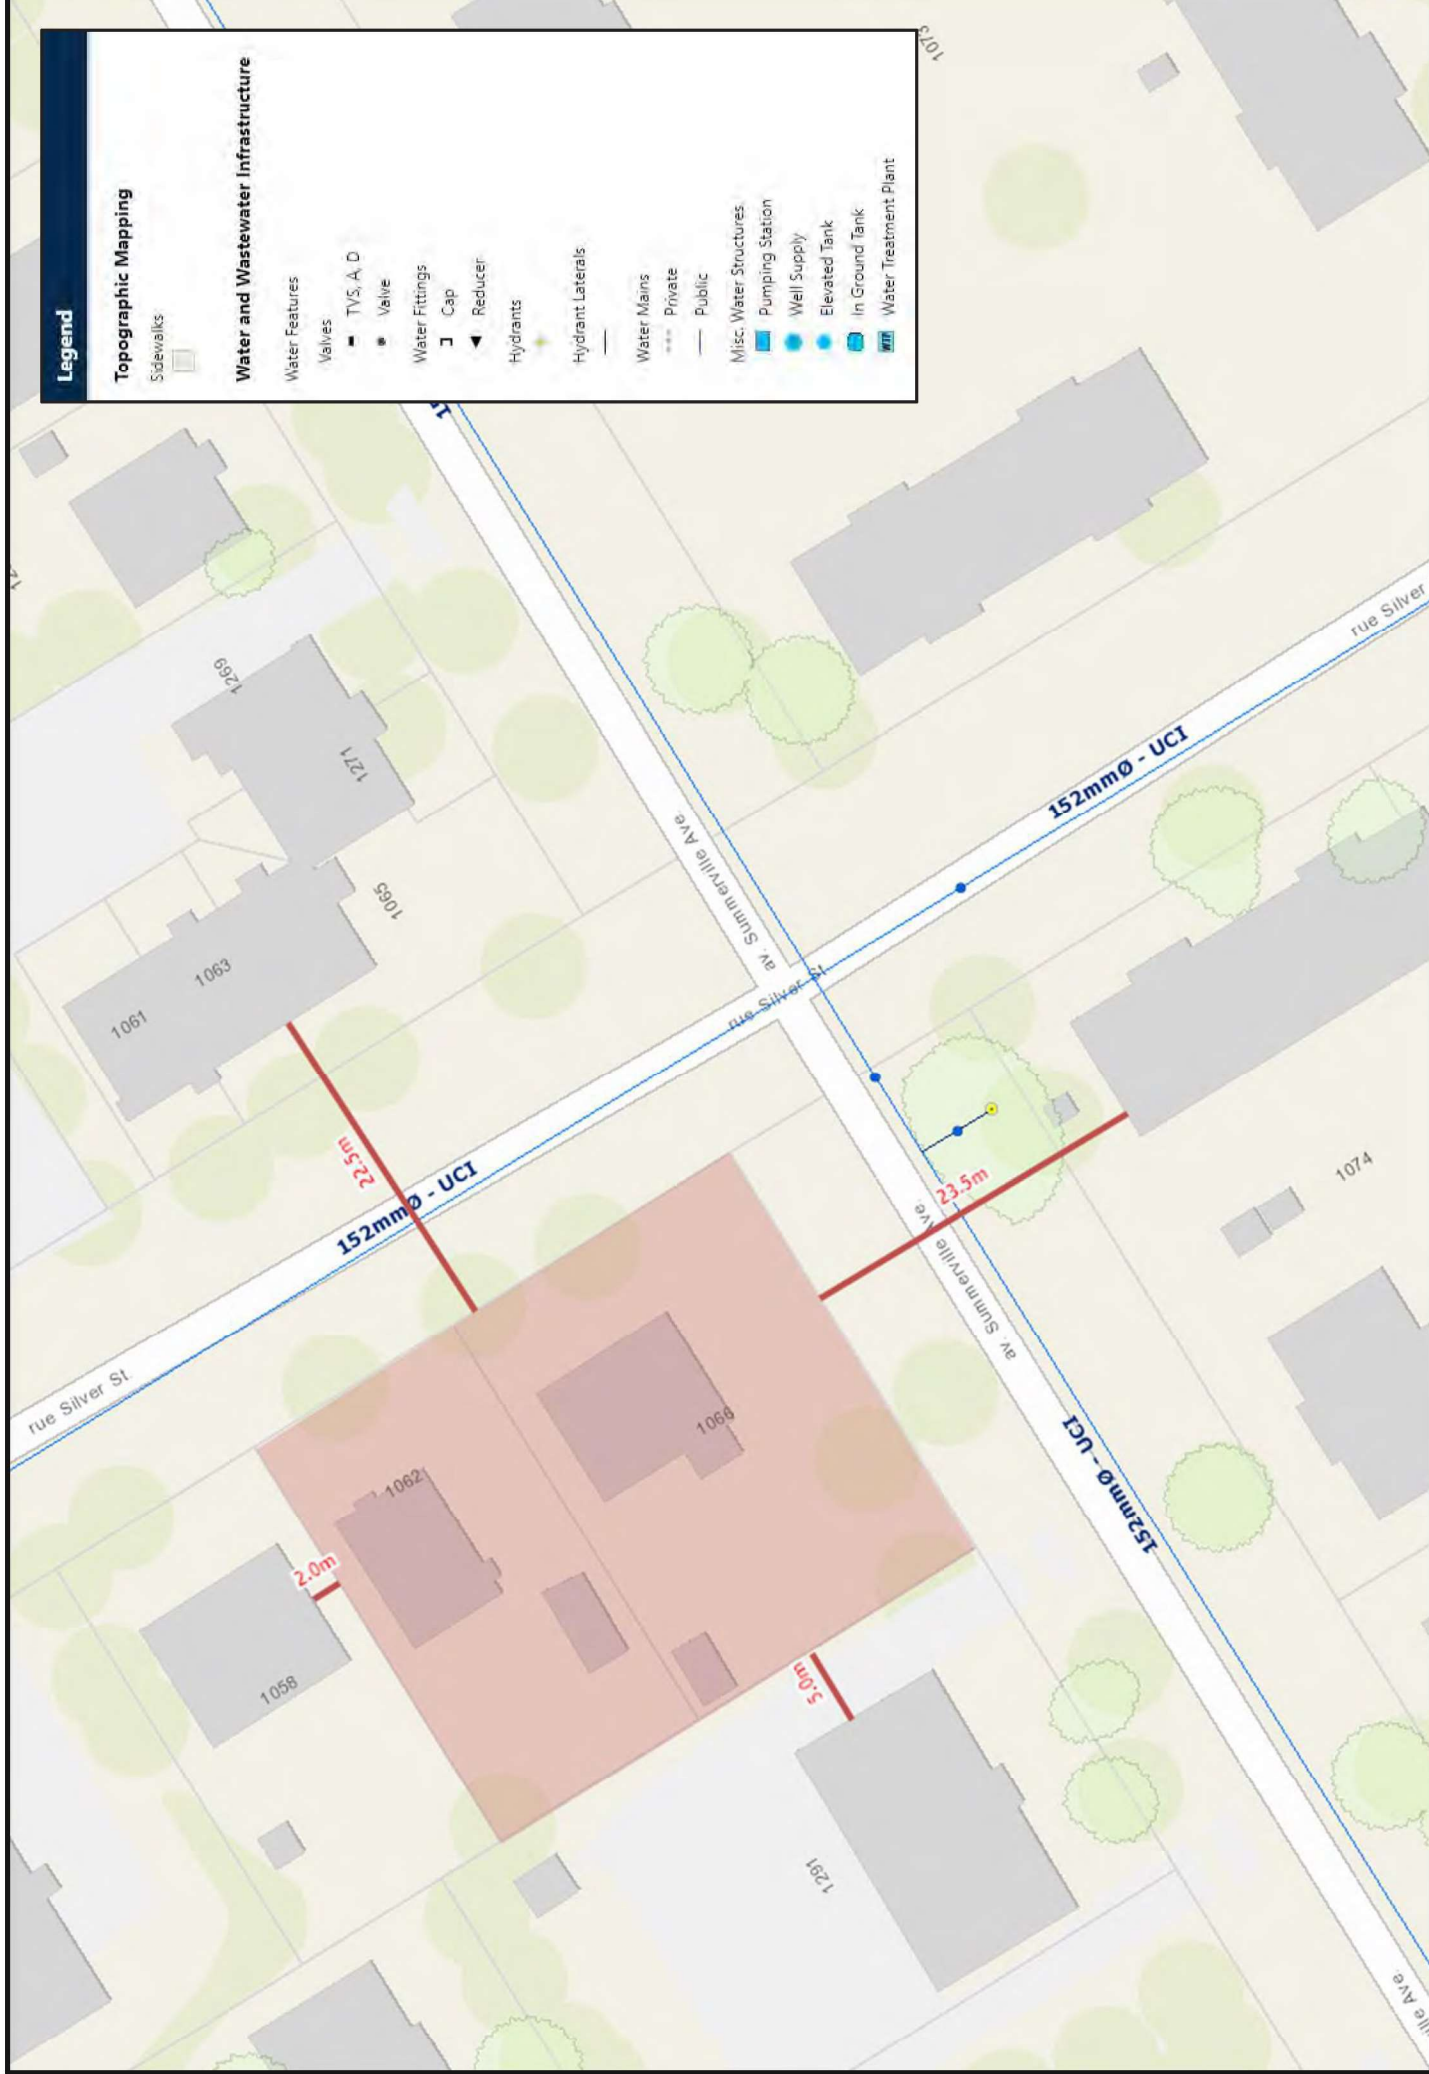 Legend
Topographic Mapping
Sidewalks
Water and Wastewater Infrastructure
Water Features
Valves
TVS, A, D
Valve
Water Fittings
Cap
Reducer
Hydrants
Hydrant Laterals
Water Mains
Private
Public
Misc. Water Structures
Pumping Station
Well Supply
Elevated Tank
In Ground Tank
WTP
Water Treatment Plant
1269
1271
1065
1063
1061
22.5m
152mmØ - UCI
rue Silver St.
av. Summerville Ave.
rue Silver St
152mmØ - UCI
rue Silver
1062
1066
2.0m
1058
5.0m
1291
23.5m
1074
av. Summerville Ave.
152mmØ - UCI
ville Ave.